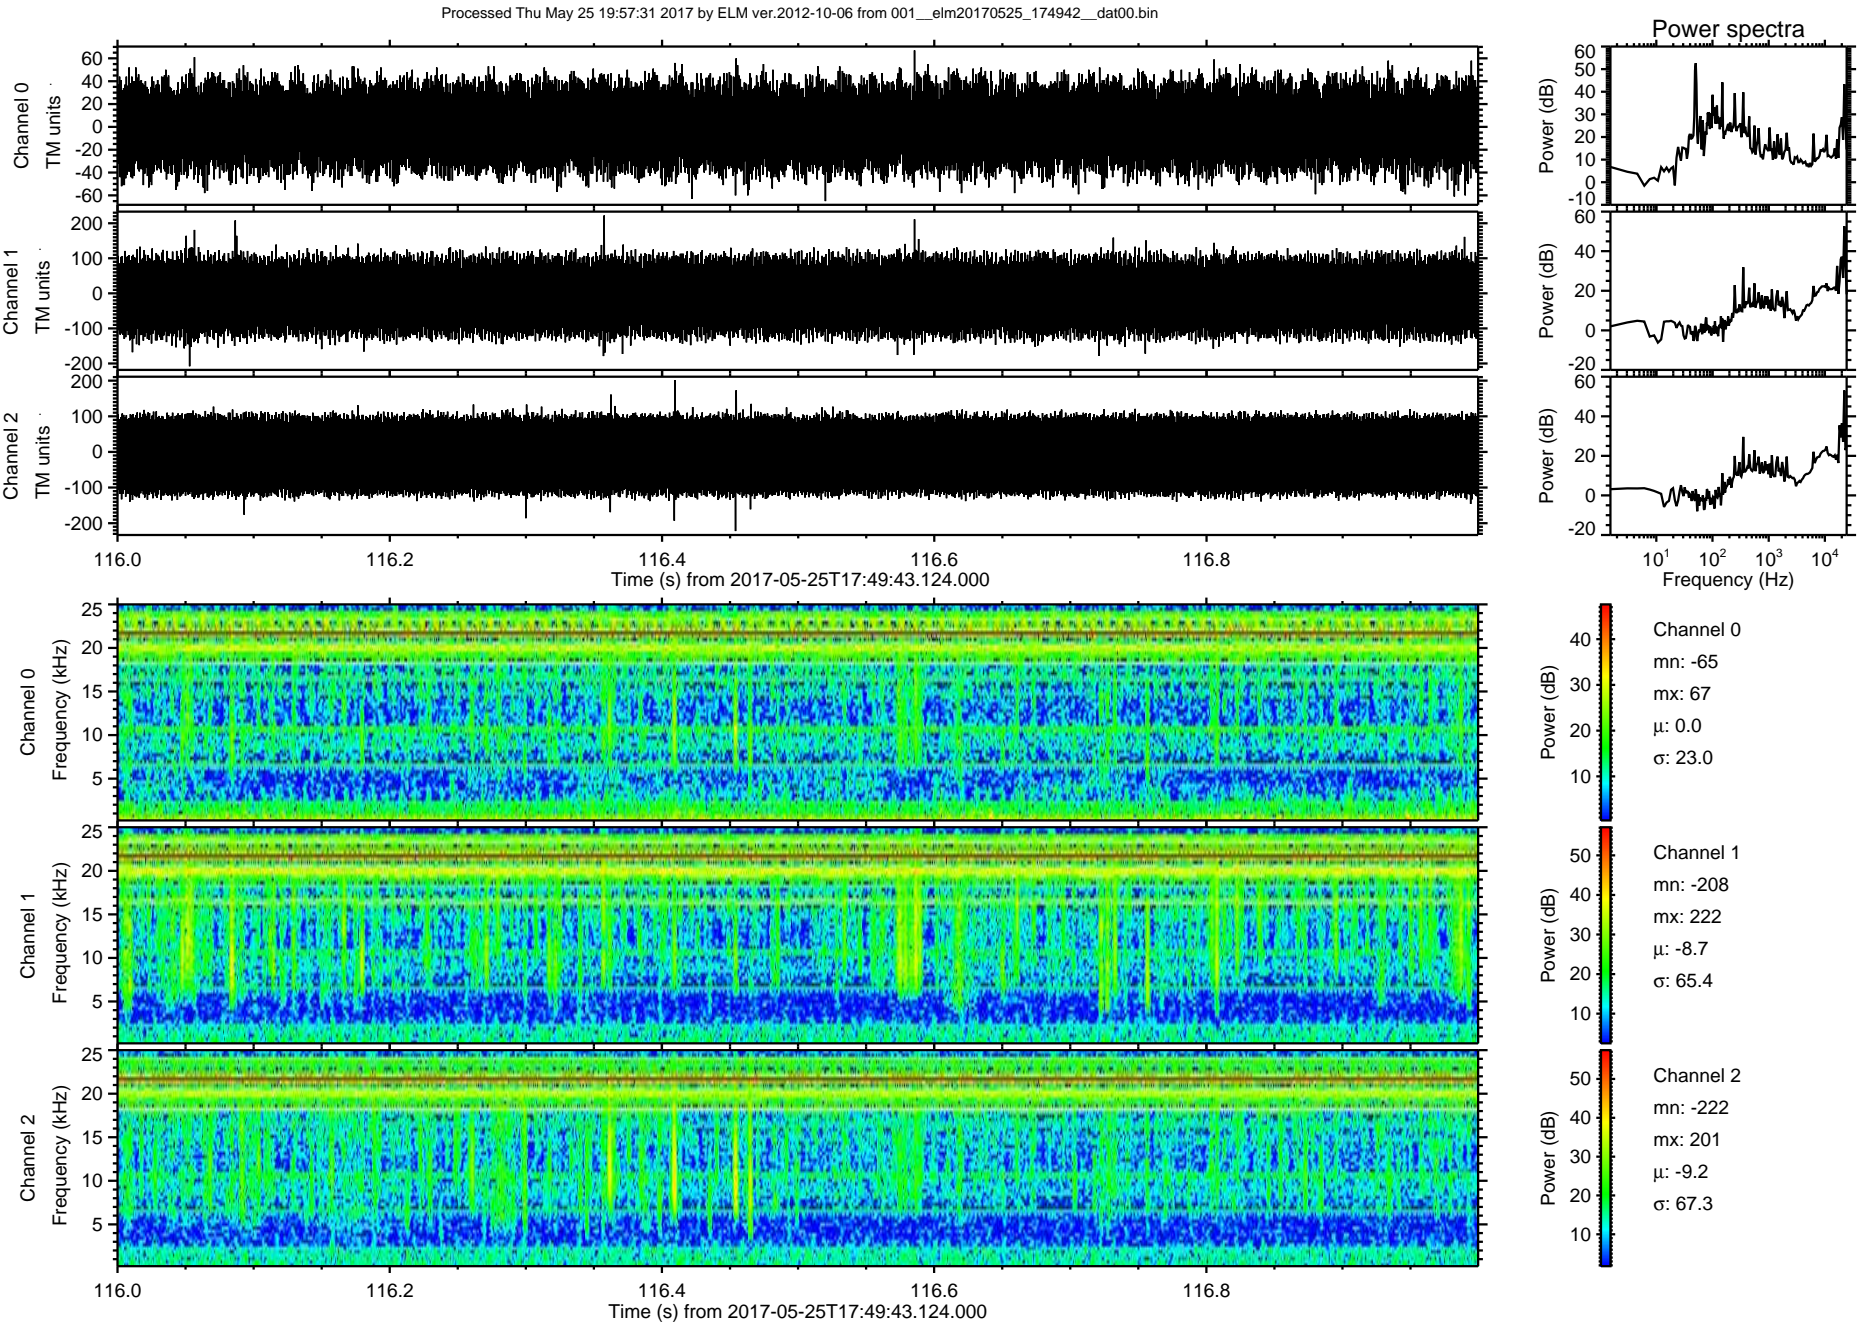 Processed Thu May 25 19:57:31 2017 by ELM ver.2012-10-06 from 001__elm20170525_174942__dat00.bin
Power spectra
Channel 0
TM units
60
40
20
0
-20
-40
-60
Power (dB)
60
50
40
30
20
10
0
-10
Channel 1
TM units
200
100
0
-100
-200
Power (dB)
60
40
20
0
-20
Channel 2
TM units
200
100
0
-100
-200
Power (dB)
60
40
20
0
-20
116.0 116.2 116.4 116.6 116.8
Time (s) from 2017-05-25T17:49:43.124.000
10¹ 10² 10³ 10⁴
Frequency (Hz)
Channel 0
Frequency (kHz)
25
20
15
10
5
Power (dB)
40
30
20
10
Channel 0
mn: -65
mx: 67
µ: 0.0
σ: 23.0
Channel 1
Frequency (kHz)
25
20
15
10
5
Power (dB)
50
40
30
20
10
Channel 1
mn: -208
mx: 222
µ: -8.7
σ: 65.4
Channel 2
Frequency (kHz)
25
20
15
10
5
Power (dB)
50
40
30
20
10
Channel 2
mn: -222
mx: 201
µ: -9.2
σ: 67.3
116.0 116.2 116.4 116.6 116.8
Time (s) from 2017-05-25T17:49:43.124.000